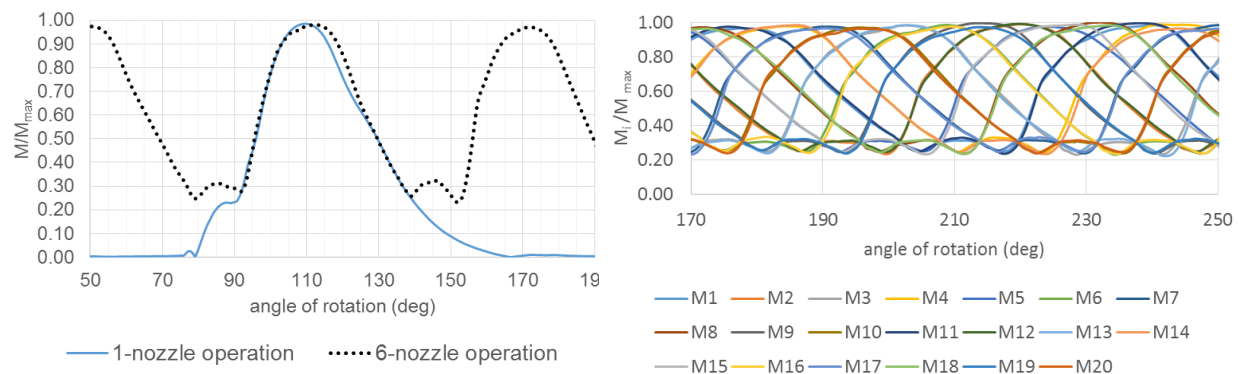 1.00
0.90
0.80
0.70
0.60
0.50
0.40
0.30
0.20
0.10
0.00
M/Mmax
50 70 90 110 130 150 170 19
angle of rotation (deg)
1-nozzle operation 6-nozzle operation
1.00
0.80
0.60
0.40
0.20
0.00
Mi/M max
170 190 210 230 250
angle of rotation (deg)
M1 M2 M3 M4 M5 M6 M7
M8 M9 M10 M11 M12 M13 M14
M15 M16 M17 M18 M19 M20